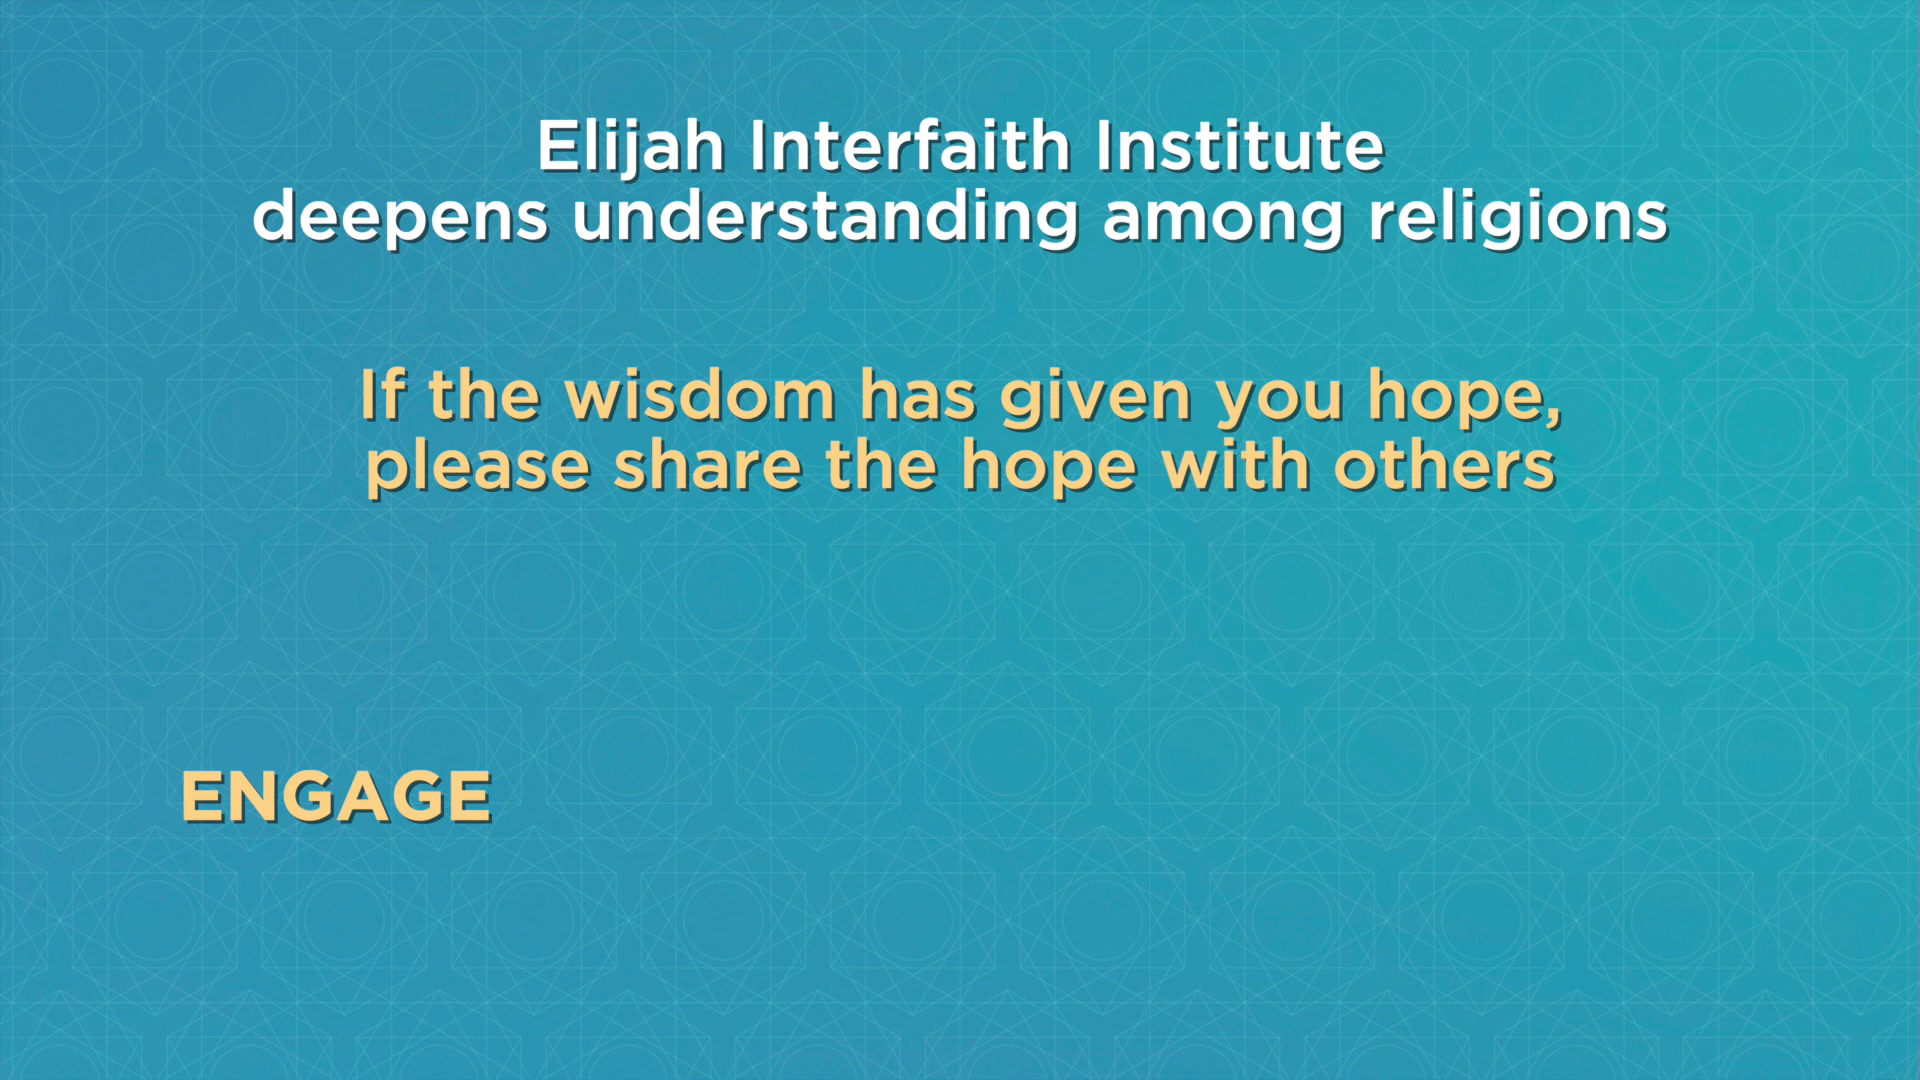 Elijah Interfaith Institute
deepens understanding among religions
If the wisdom has given you hope,
please share the hope with others
ENGAGE